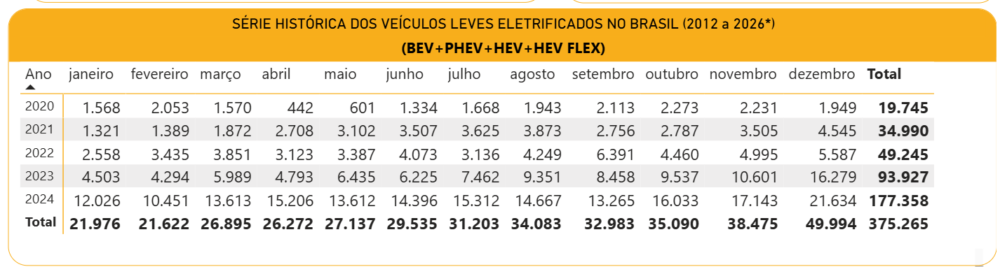 SÉRIE HISTÓRICA DOS VEÍCULOS LEVES ELETRIFICADOS NO BRASIL (2012 a 2026*)
(BEV+PHEV+HEV+HEV FLEX)
Ano janeiro fevereiro março abril maio junho julho agosto setembro outubro novembro dezembro Total
2020 1.568 2.053 1.570 442 601 1.334 1.668 1.943 2.113 2.273 2.231 1.949 19.745
2021 1.321 1.389 1.872 2.708 3.102 3.507 3.625 3.873 2.756 2.787 3.505 4.545 34.990
2022 2.558 3.435 3.851 3.123 3.387 4.073 3.136 4.249 6.391 4.460 4.995 5.587 49.245
2023 4.503 4.294 5.989 4.793 6.435 6.225 7.462 9.351 8.458 9.537 10.601 16.279 93.927
2024 12.026 10.451 13.613 15.206 13.612 14.396 15.312 14.667 13.265 16.033 17.143 21.634 177.358
Total 21.976 21.622 26.895 26.272 27.137 29.535 31.203 34.083 32.983 35.090 38.475 49.994 375.265